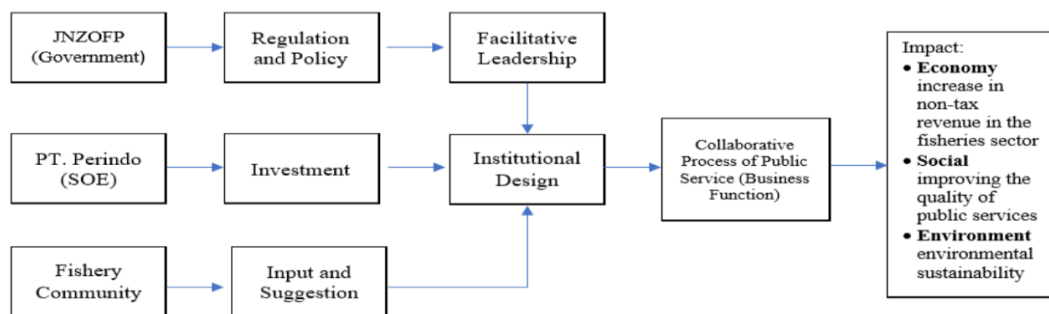 JNZOFP
(Government)
Regulation
and Policy
Facilitative
Leadership
PT. Perindo
(SOE)
Investment
Institutional
Design
Collaborative
Process of Public
Service (Business
Function)
Fishery
Community
Input and
Suggestion
Impact:
• Economy
increase in
non-tax
revenue in the
fisheries sector
• Social
improving the
quality of
public services
• Environment
environmental
sustainability